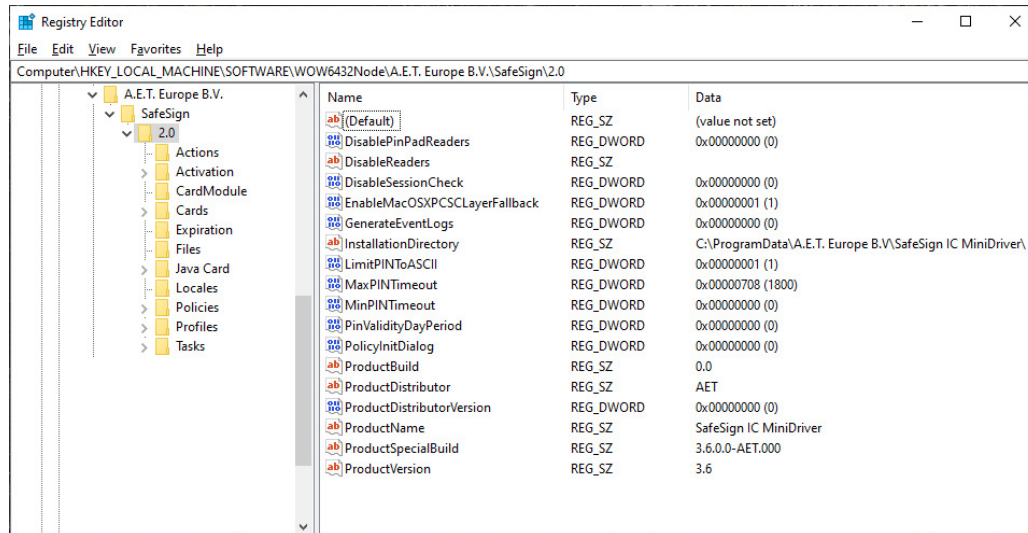 Registry Editor
File Edit View Favorites Help
Computer\HKEY_LOCAL_MACHINE\SOFTWARE\WOW6432Node\A.E.T. Europe B.V.\SafeSign\2.0
A.E.T. Europe B.V.
SafeSign
2.0
Actions
Activation
CardModule
Cards
Expiration
Files
Java Card
Locales
Policies
Profiles
Tasks
Name Type Data
(Default) REG_SZ (value not set)
DisablePinPadReaders REG_DWORD 0x00000000 (0)
DisableReaders REG_SZ
DisableSessionCheck REG_DWORD 0x00000000 (0)
EnableMacOSXPCSCLayerFallback REG_DWORD 0x00000001 (1)
GenerateEventLogs REG_DWORD 0x00000000 (0)
InstallationDirectory REG_SZ C:\ProgramData\A.E.T. Europe B.V\SafeSign IC MiniDriver\
LimitPINToASCII REG_DWORD 0x00000001 (1)
MaxPINTimeout REG_DWORD 0x00000708 (1800)
MinPINTimeout REG_DWORD 0x00000000 (0)
PinValidityDayPeriod REG_DWORD 0x00000000 (0)
PolicyInitDialog REG_DWORD 0x00000000 (0)
ProductBuild REG_SZ 0.0
ProductDistributor REG_SZ AET
ProductDistributorVersion REG_DWORD 0x00000000 (0)
ProductName REG_SZ SafeSign IC MiniDriver
ProductSpecialBuild REG_SZ 3.6.0.0-AET.000
ProductVersion REG_SZ 3.6